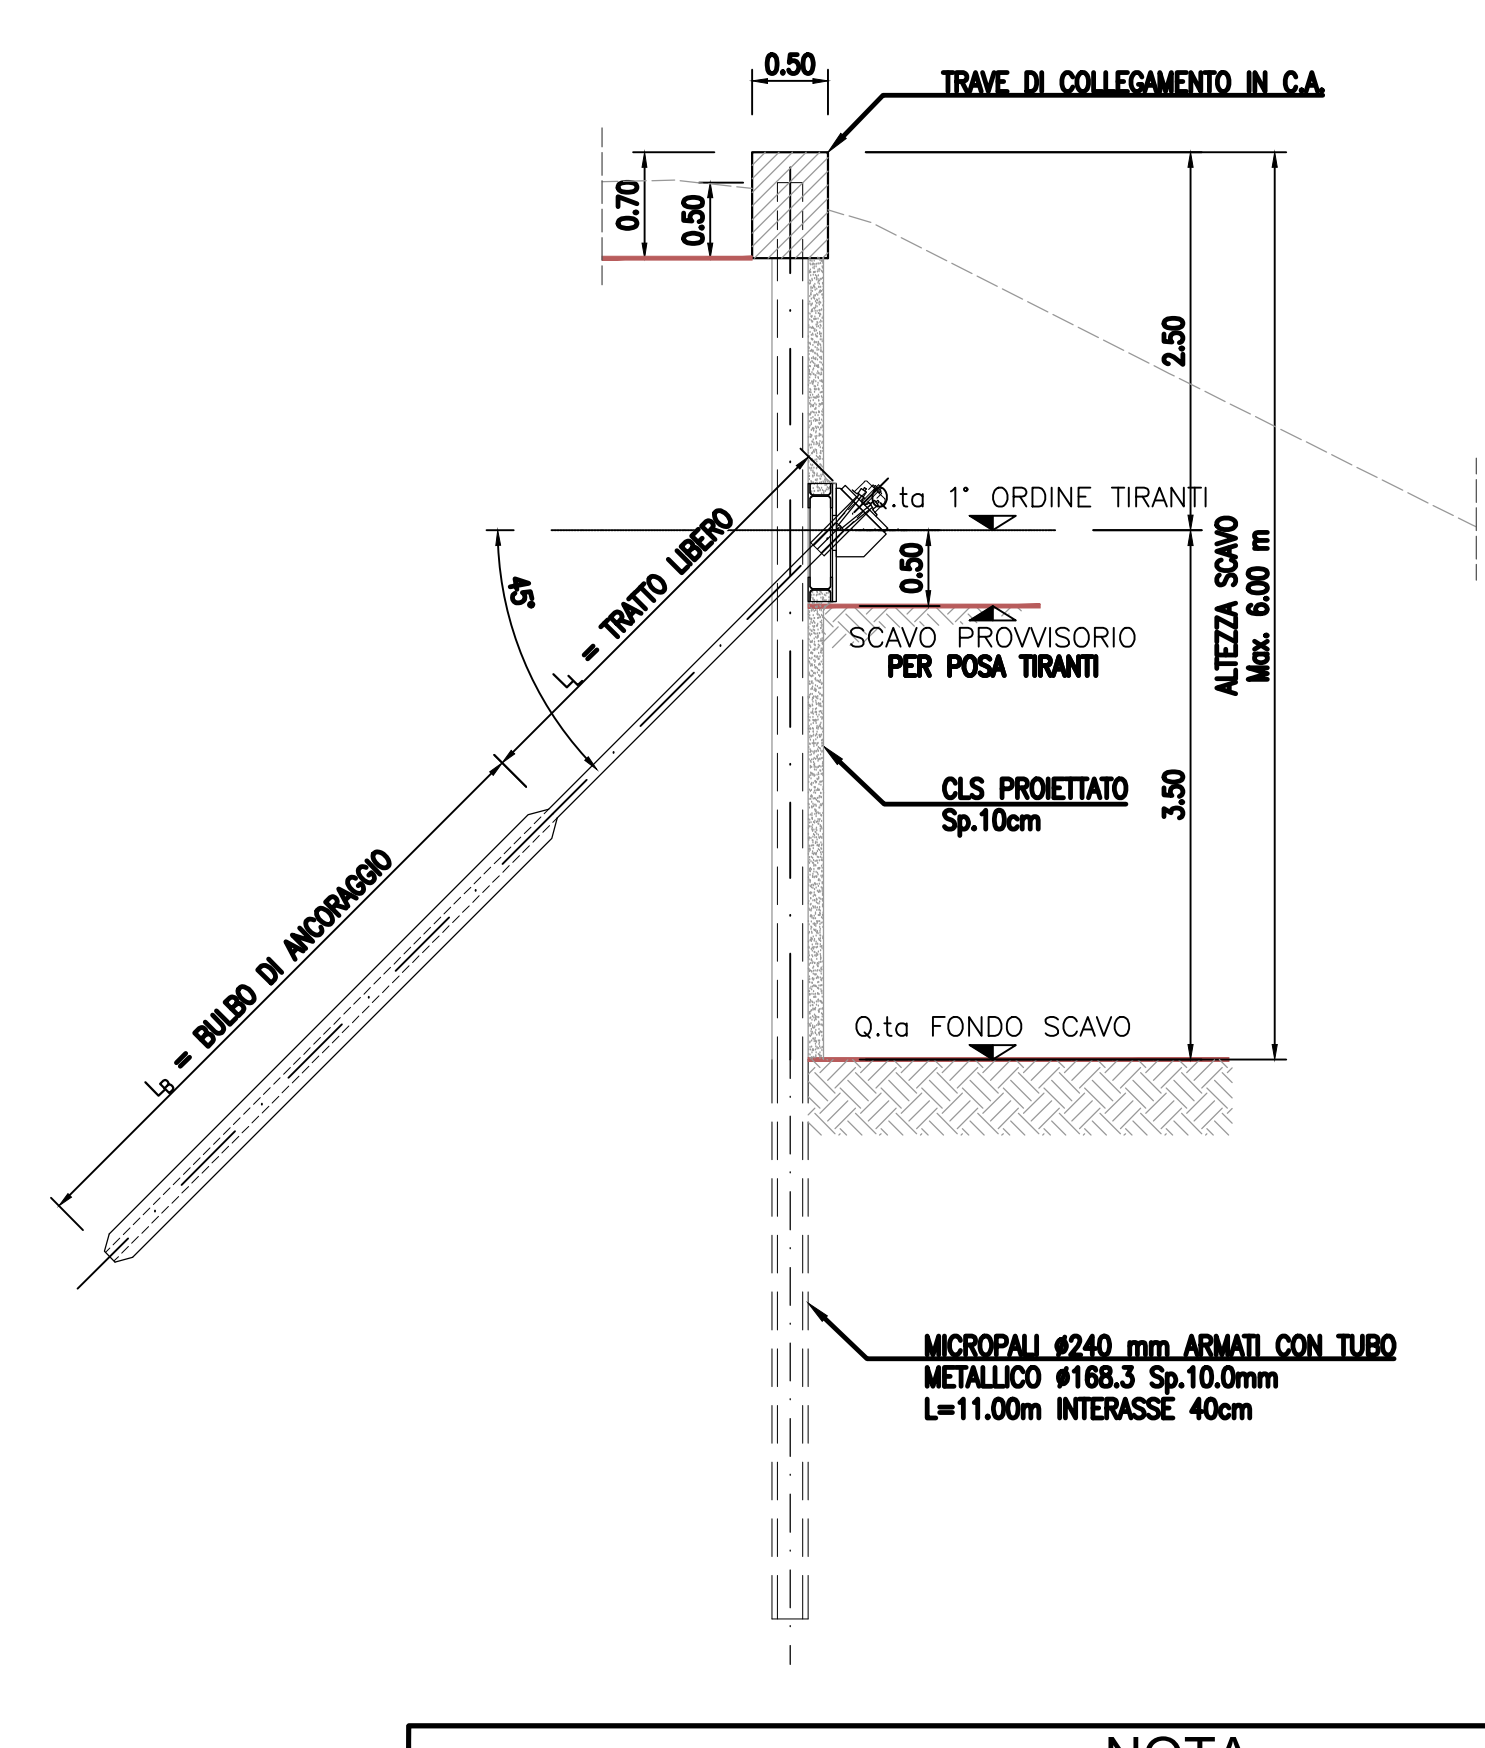 0.50
TRAVE DI COLLEGAMENTO IN C.A.
0.70
0.50
2.50
Q.ta 1° ORDINE TIRANTI
ALTEZZA SCAVO
Max. 6.00 m
0.50
45°
LL = TRATTO LIBERO
SCAVO PROVVISORIO
PER POSA TIRANTI
CLS PROIETTATO
Sp.10cm
3.50
LB = BULBO DI ANCORAGGIO
Q.ta FONDO SCAVO
MICROPALI ø240 mm ARMATI CON TUBO
METALLICO ø168.3 Sp.10.0mm
L=11.00m INTERASSE 40cm
NOTA